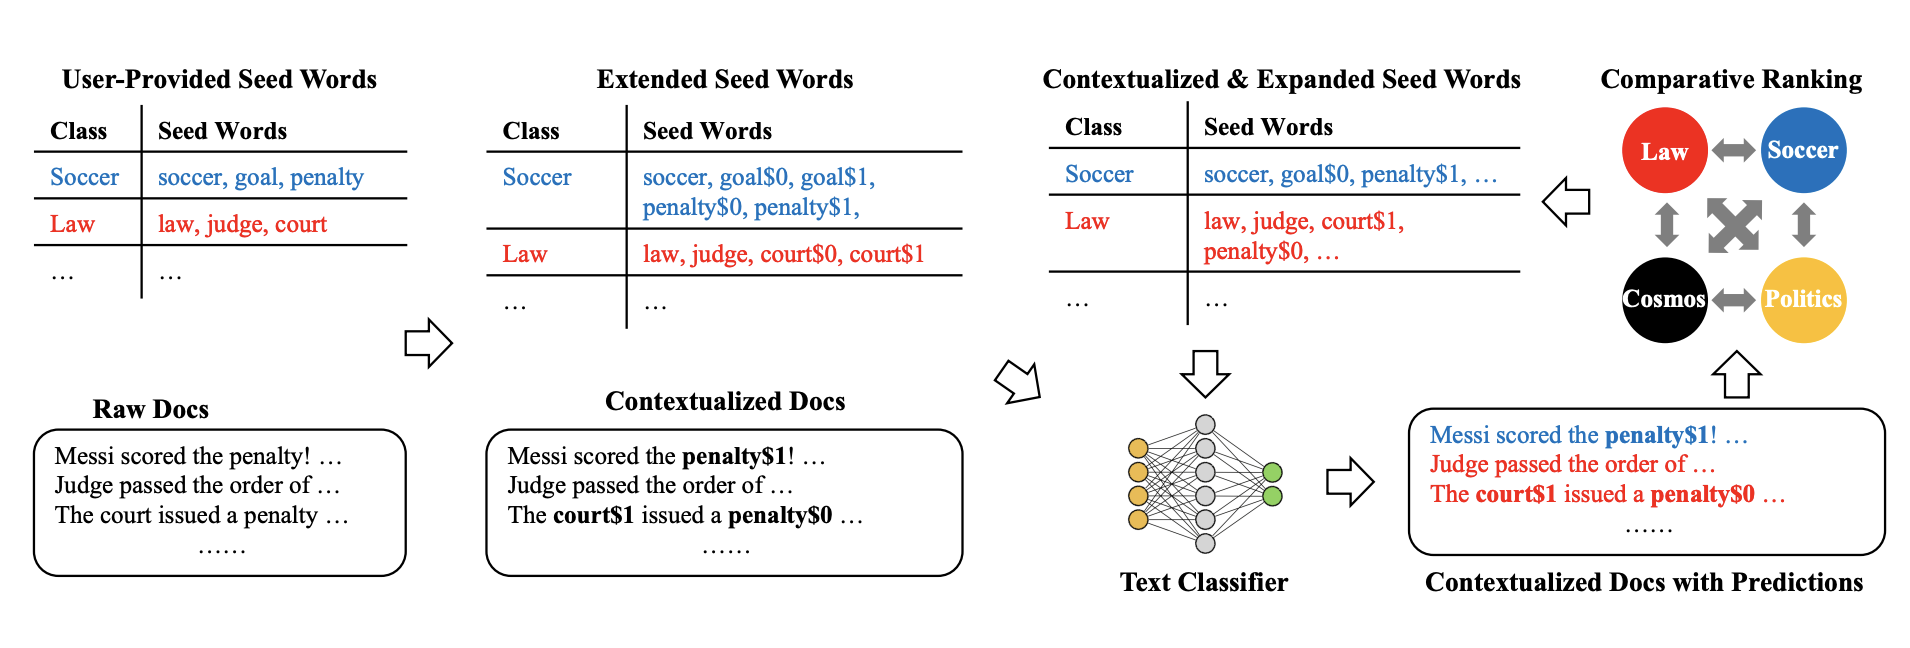 User-Provided Seed Words
Class Seed Words
Soccer soccer, goal, penalty
Law law, judge, court
… …
Raw Docs
Messi scored the penalty! …
Judge passed the order of …
The court issued a penalty …
……
Extended Seed Words
Class Seed Words
Soccer soccer, goal$0, goal$1,
penalty$0, penalty$1,
Law law, judge, court$0, court$1
… …
Contextualized Docs
Messi scored the penalty$1! …
Judge passed the order of …
The court$1 issued a penalty$0 …
……
Contextualized & Expanded Seed Words
Class Seed Words
Soccer soccer, goal$0, penalty$1, …
Law law, judge, court$1,
penalty$0, …
… …
Text Classifier
Comparative Ranking
Law Soccer
Cosmos Politics
Messi scored the penalty$1! …
Judge passed the order of …
The court$1 issued a penalty$0 …
……
Contextualized Docs with Predictions